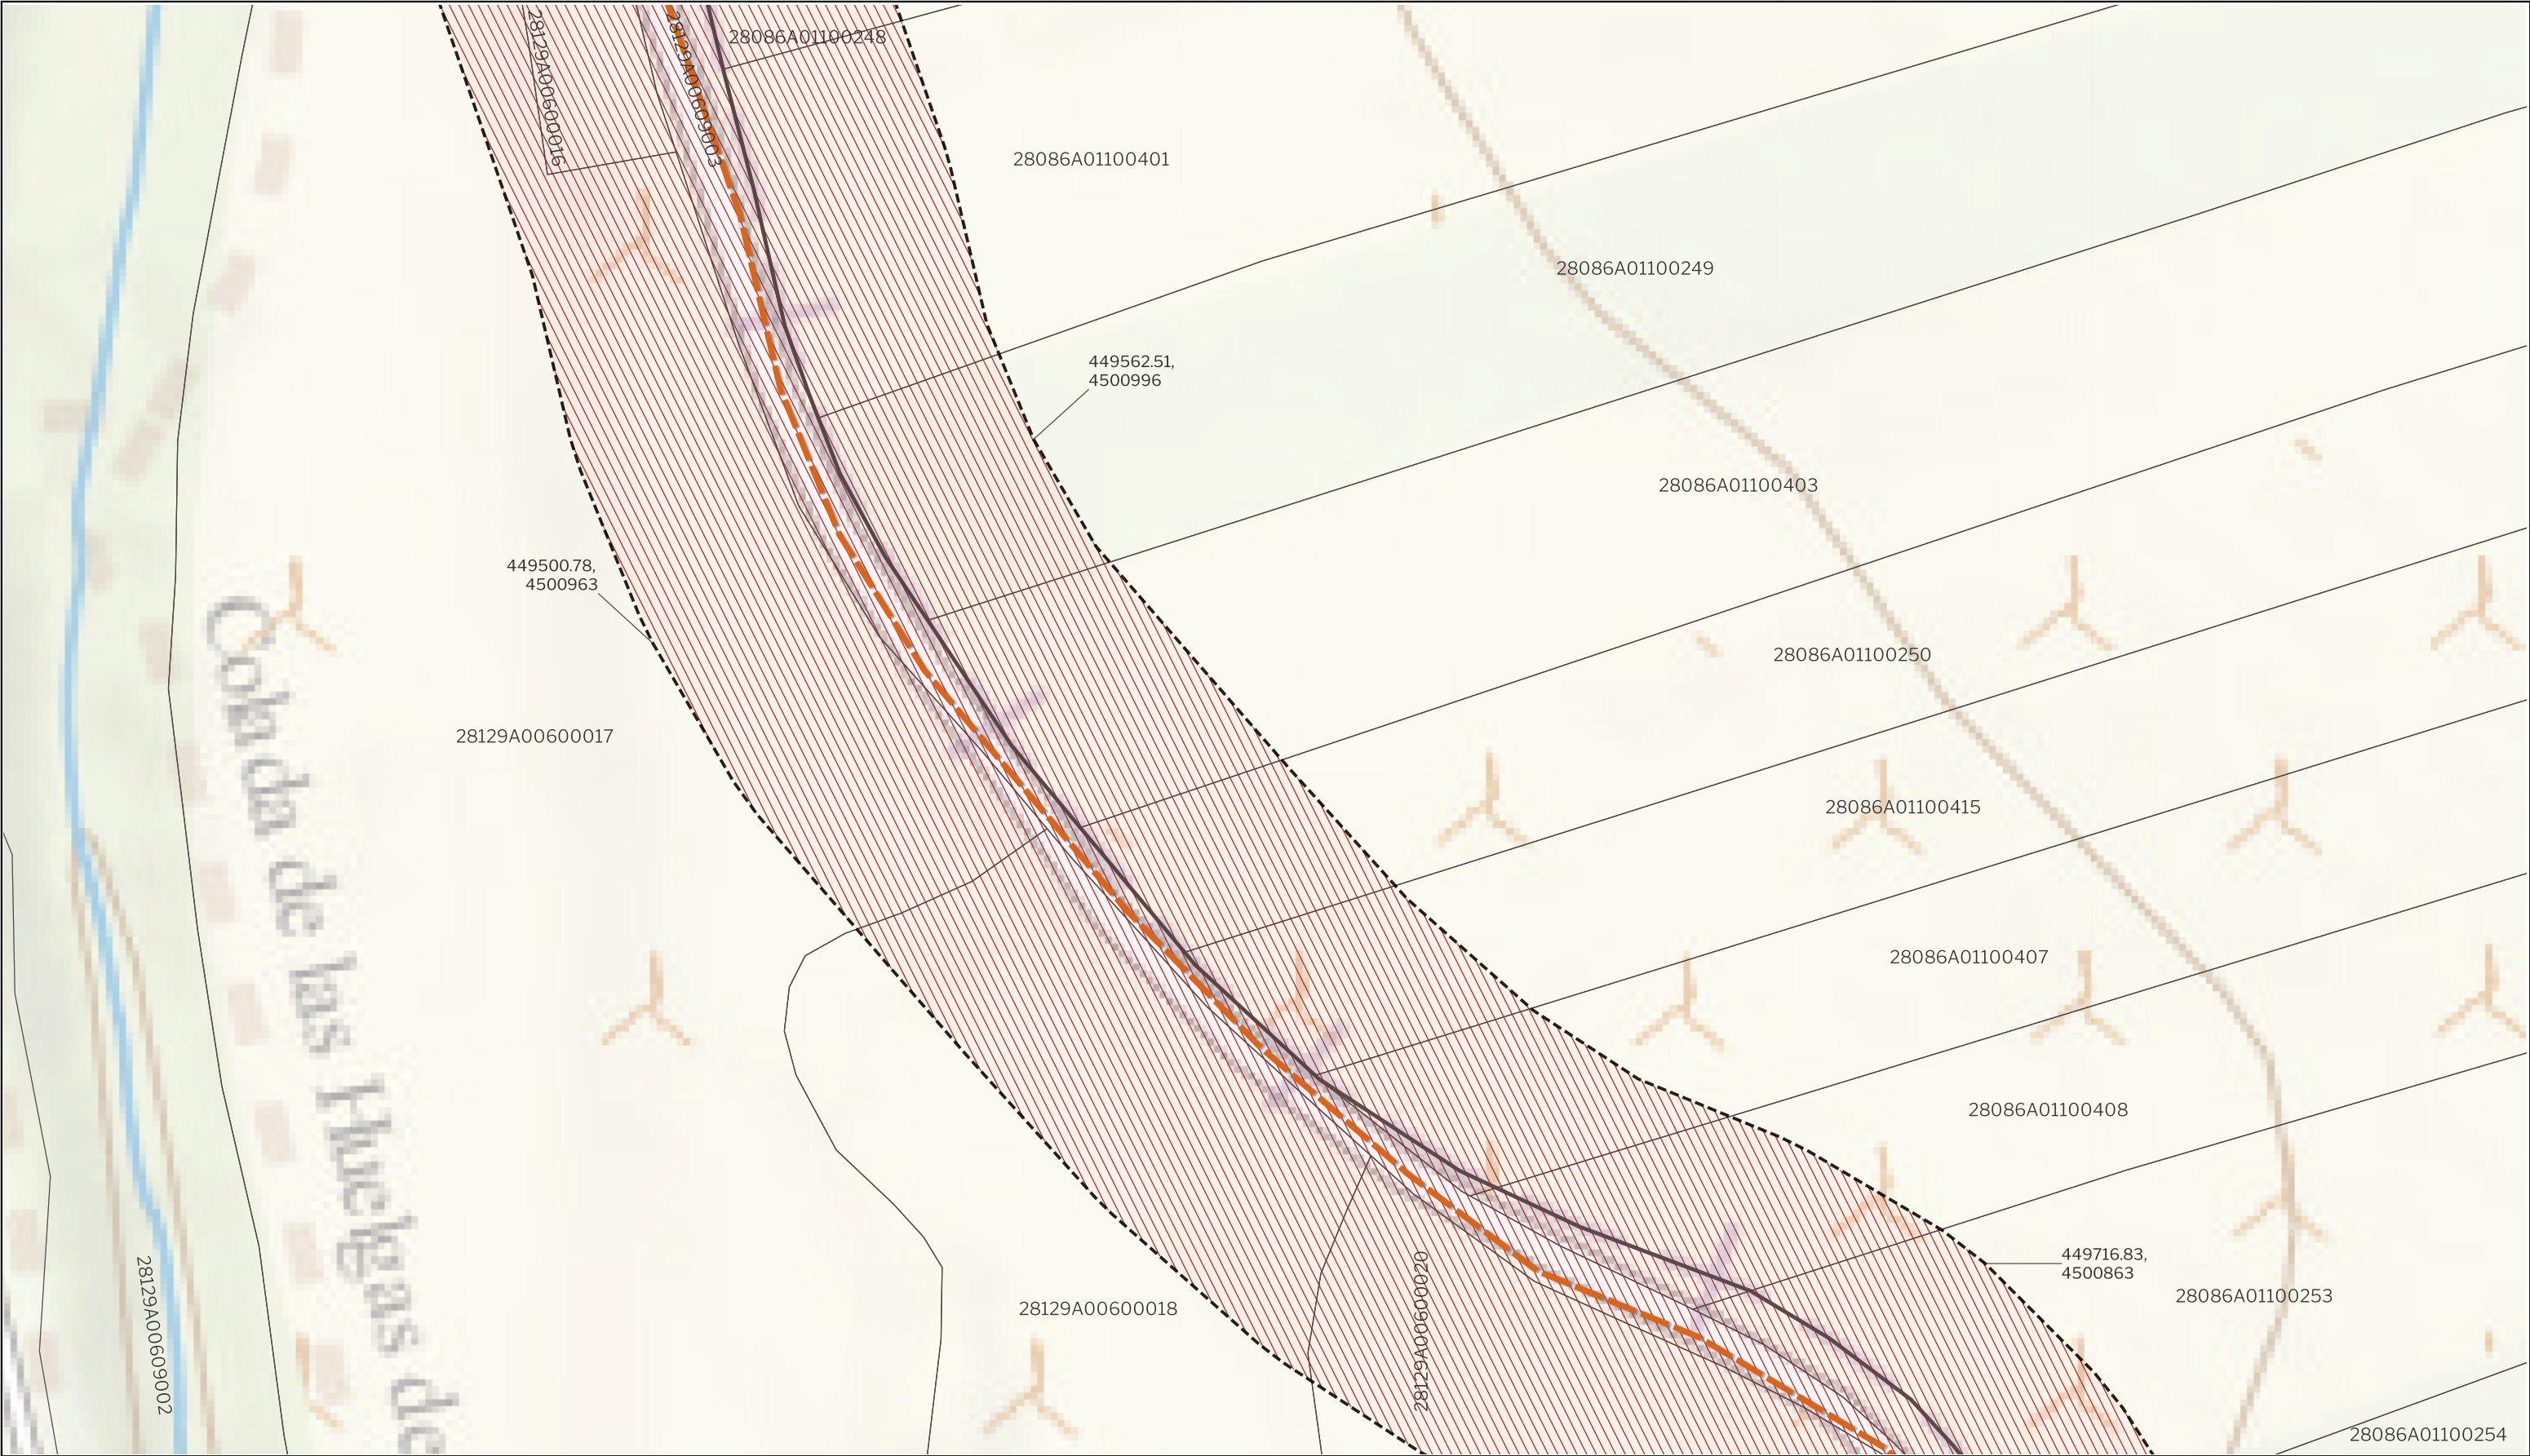 28129A00600016
28129A00609003
28086A01100248
28086A01100401
28086A01100249
449562.51,
4500996
28086A01100403
449500.78,
4500963
28086A01100250
28129A00600017
28086A01100415
28086A01100407
28086A01100408
Colada de las Huelgas de
449716.83,
4500863
28129A00609002
28129A00600018
28129A00600020
28086A01100253
28086A01100254